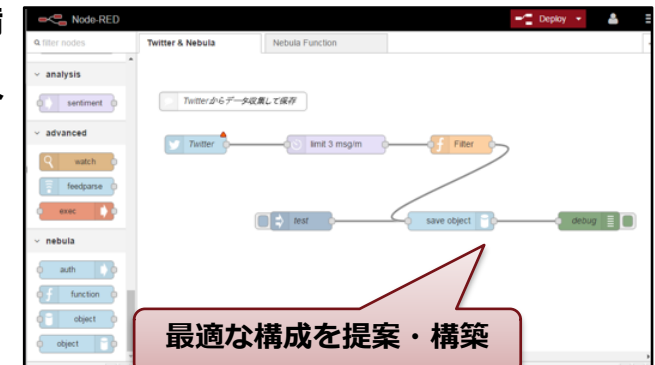 Node-RED
Deploy
filter nodes
Twitter & Nebula
Nebula Function
analysis
sentiment
advanced
watch
feedparse
exec
nebula
auth
function
object
object
Twitterからデータ収集して保存
Twitter
limit 3 msg/m
Filter
test
save object
debug
最適な構成を提案・構築